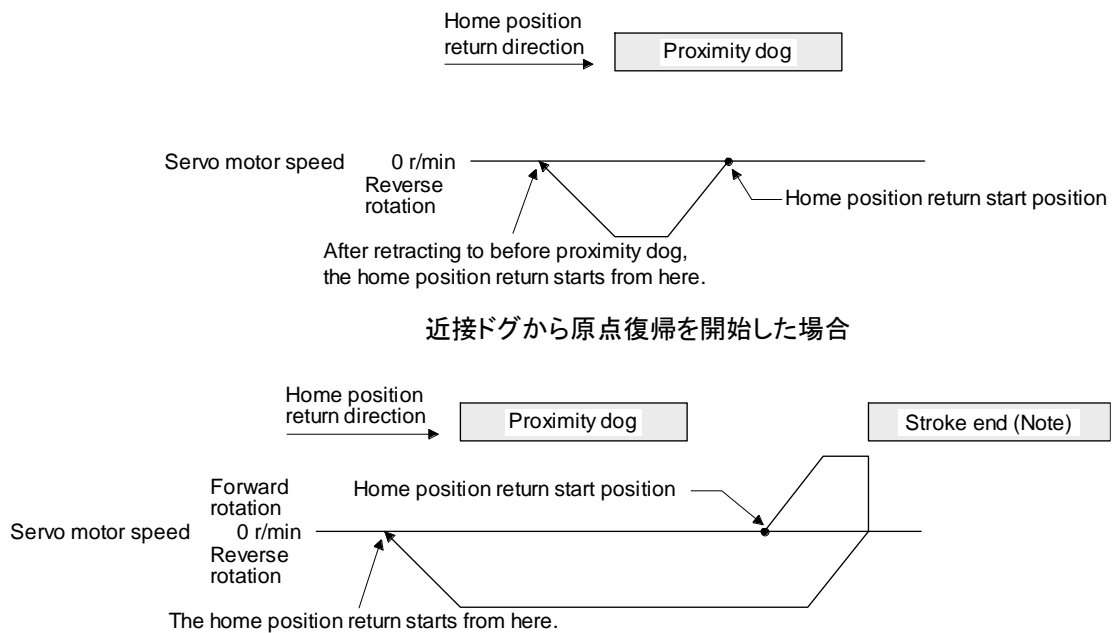 Home position
return direction
Proximity dog
Servo motor speed
0 r/min
Reverse
rotation
Home position return start position
After retracting to before proximity dog,
the home position return starts from here.
近接ドグから原点復帰を開始した場合
Home position
return direction
Proximity dog
Stroke end (Note)
Forward
rotation
Home position return start position
Servo motor speed
0 r/min
Reverse
rotation
The home position return starts from here.